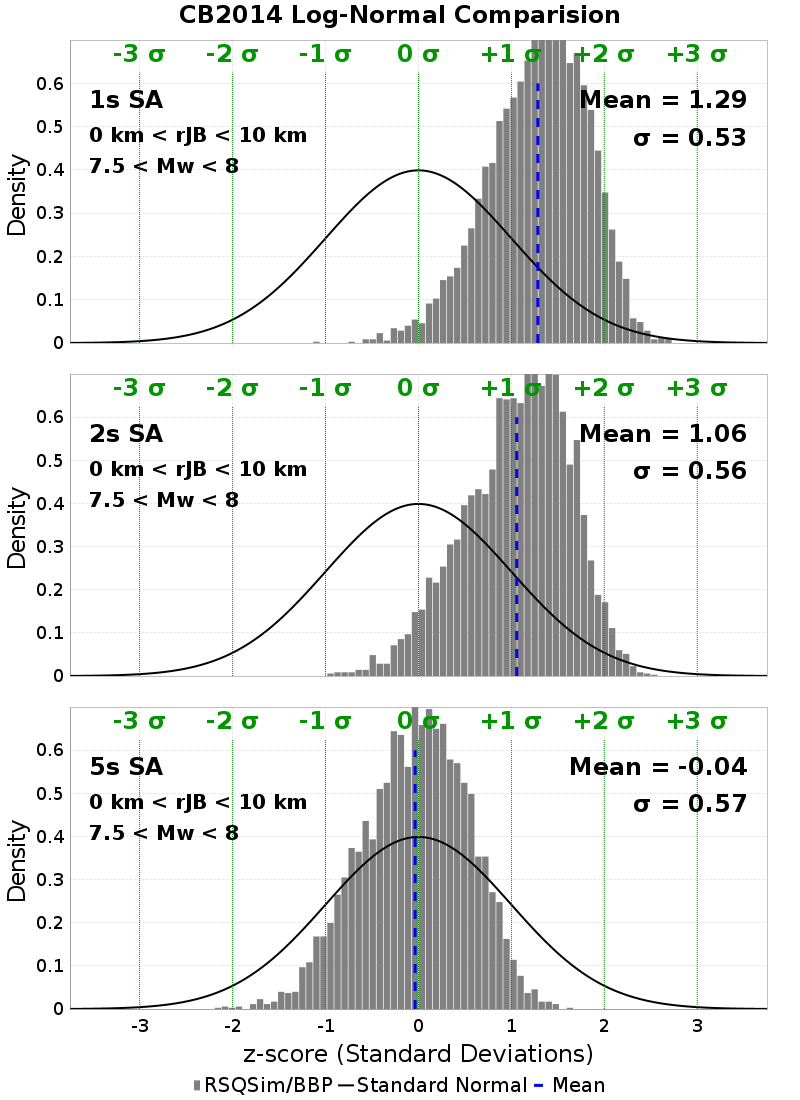 CB2014 Log-Normal Comparision
-3 σ -2 σ -1 σ 0 σ +1 σ +2 σ +3 σ
1s SA
Mean = 1.29
0 km < rJB < 10 km
σ = 0.53
7.5 < Mw < 8
Density
0.6
0.5
0.4
0.3
0.2
0.1
0
-3 σ -2 σ -1 σ 0 σ +1 σ +2 σ +3 σ
2s SA
Mean = 1.06
0 km < rJB < 10 km
σ = 0.56
7.5 < Mw < 8
Density
0.6
0.5
0.4
0.3
0.2
0.1
0
-3 σ -2 σ -1 σ 0 σ +1 σ +2 σ +3 σ
5s SA
Mean = -0.04
0 km < rJB < 10 km
σ = 0.57
7.5 < Mw < 8
Density
0.6
0.5
0.4
0.3
0.2
0.1
0
-3 -2 -1 0 1 2 3
z-score (Standard Deviations)
RSQSim/BBP Standard Normal Mean